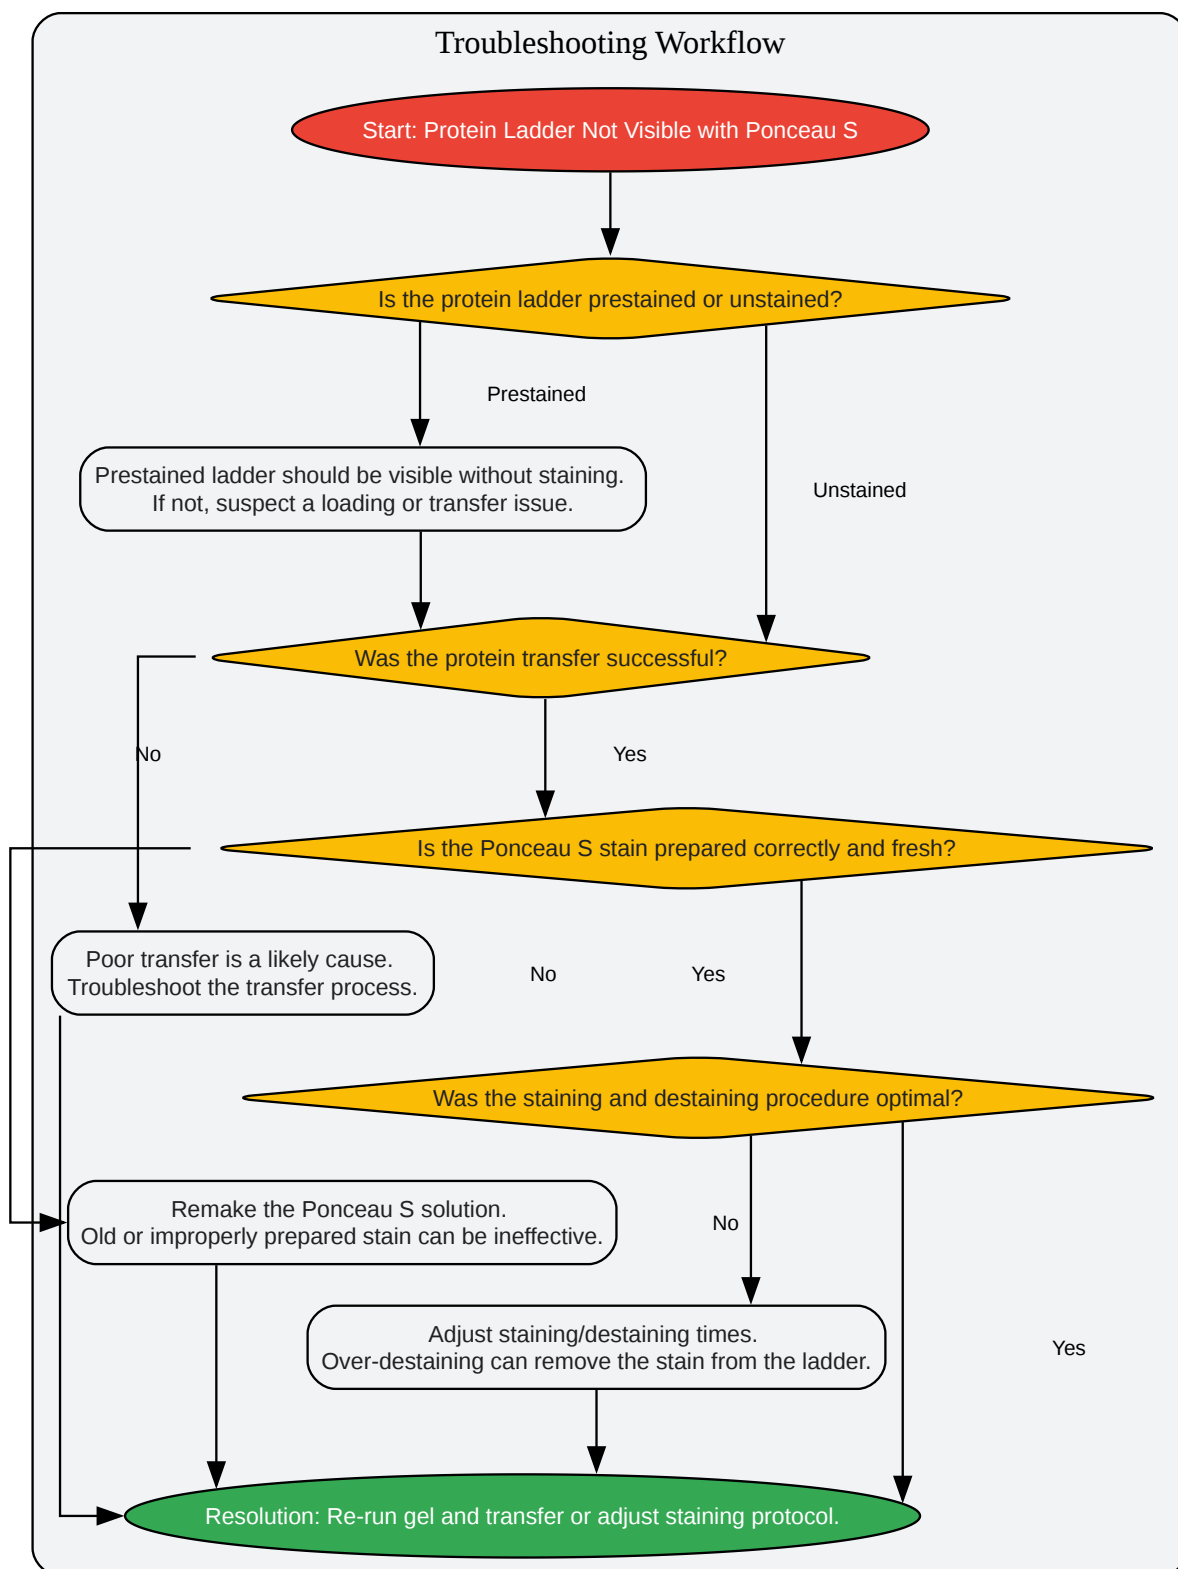 Troubleshooting Workflow
Start: Protein Ladder Not Visible with Ponceau S
Is the protein ladder prestained or unstained?
Prestained
Prestained ladder should be visible without staining.
If not, suspect a loading or transfer issue.
Unstained
Was the protein transfer successful?
No
Yes
Is the Ponceau S stain prepared correctly and fresh?
Poor transfer is a likely cause.
Troubleshoot the transfer process.
No
Yes
Was the staining and destaining procedure optimal?
Remake the Ponceau S solution.
Old or improperly prepared stain can be ineffective.
No
Adjust staining/destaining times.
Over-destaining can remove the stain from the ladder.
Yes
Resolution: Re-run gel and transfer or adjust staining protocol.